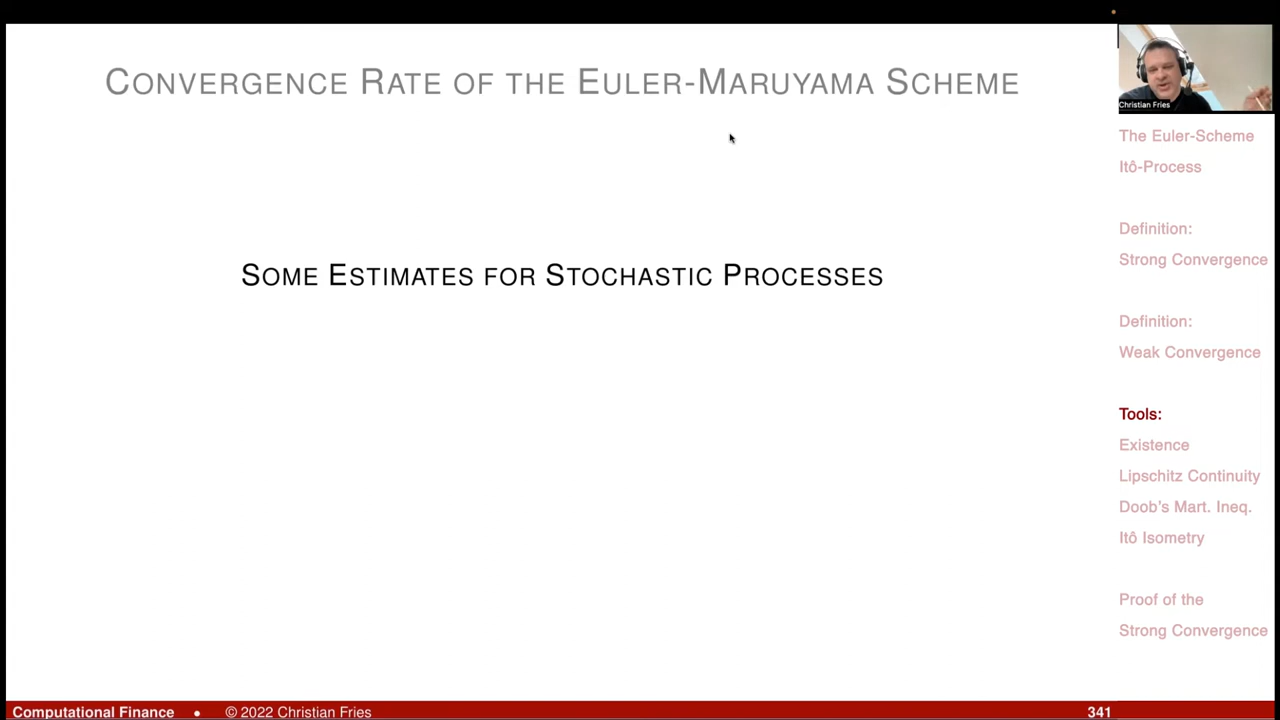 Convergence Rate of the Euler-Maruyama Scheme
Some Estimates for Stochastic Processes
Christian Fries
The Euler-Scheme
Itô-Process
Definition:
Strong Convergence
Definition:
Weak Convergence
Tools:
Existence
Lipschitz Continuity
Doob's Mart. Ineq.
Itô Isometry
Proof of the
Strong Convergence
Computational Finance • © 2022 Christian Fries 341